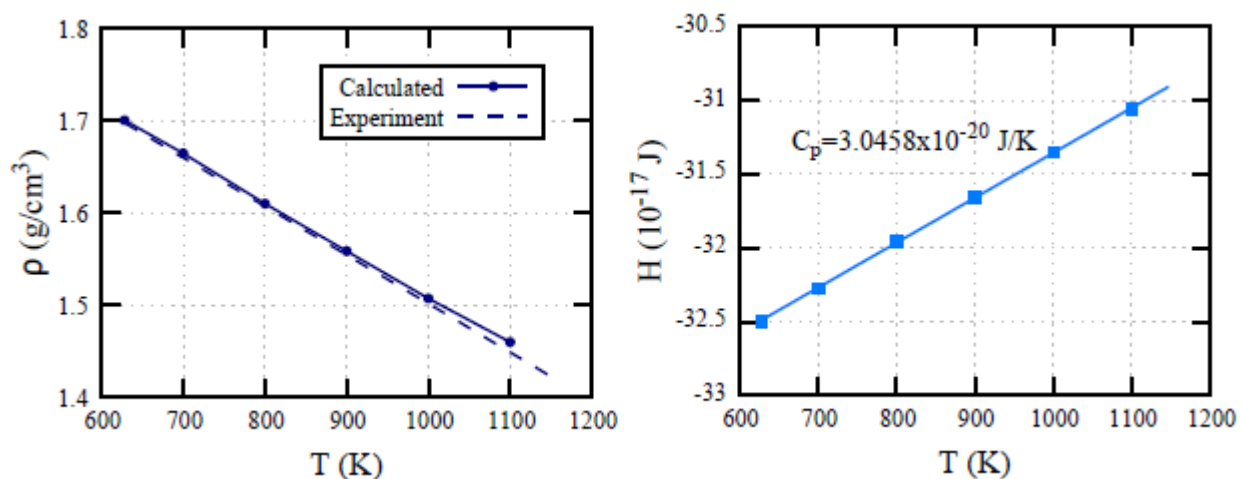 1.8
1.7
1.6
1.5
1.4
ρ (g/cm³)
Calculated
Experiment
600 700 800 900 1000 1100 1200
T (K)
-30.5
-31
-31.5
-32
-32.5
-33
H (10⁻¹⁷ J)
Cₚ=3.0458x10⁻²⁰ J/K
600 700 800 900 1000 1100 1200
T (K)